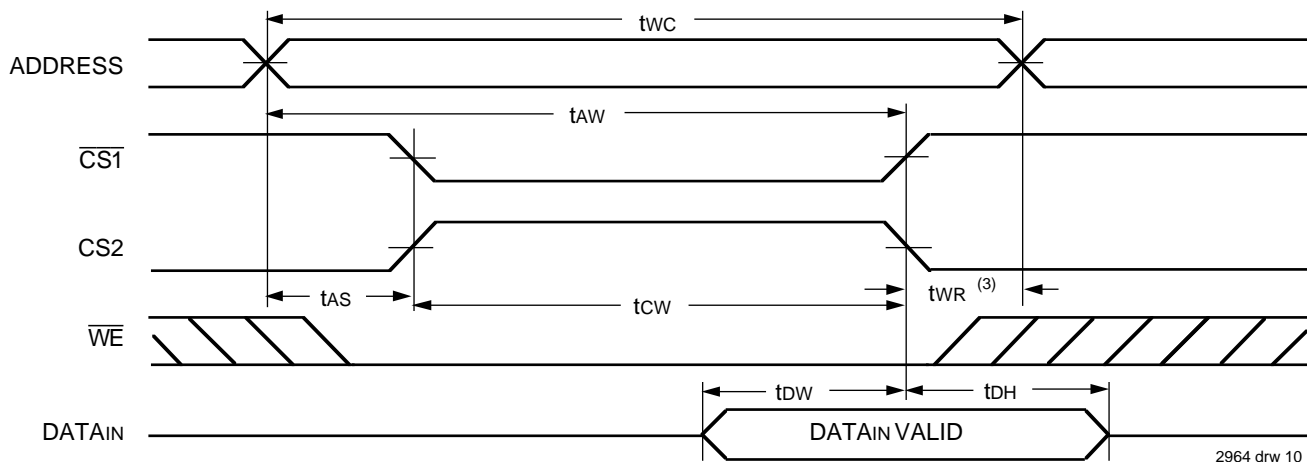 tWC
ADDRESS
tAW
CS1
CS2
tAS
tCW
tWR (3)
WE
tDW
tDH
DATAIN
DATAIN VALID
2964 drw 10